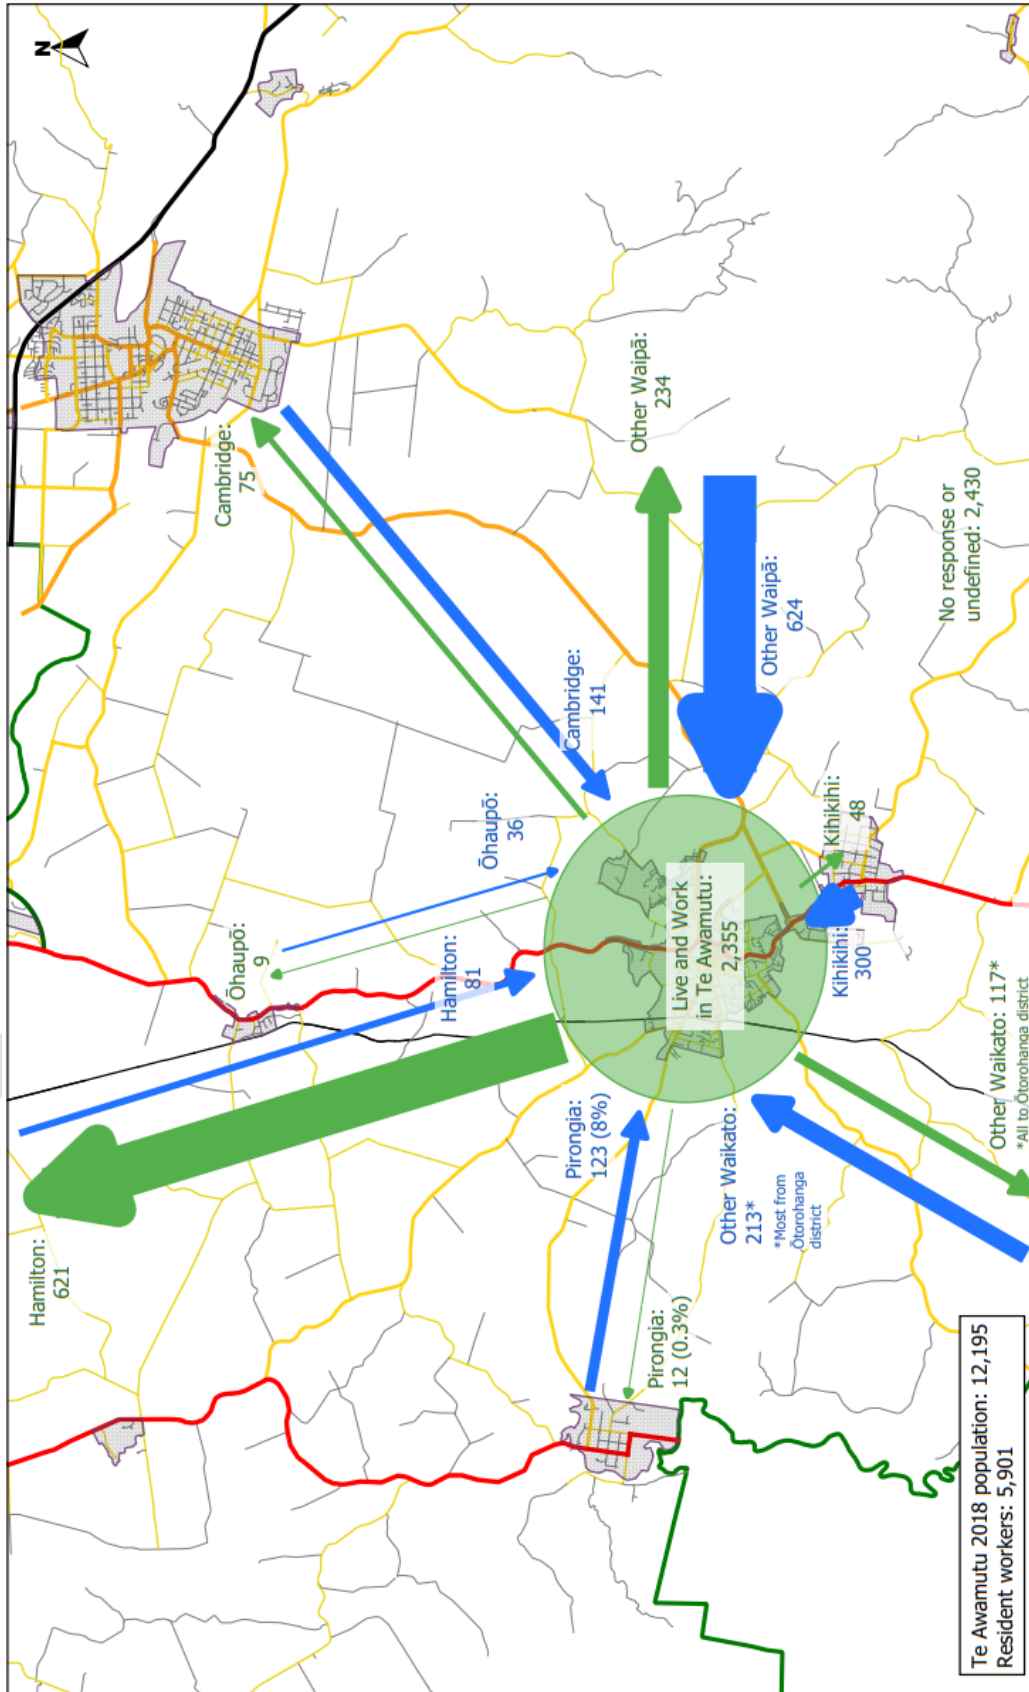 N
Hamilton:
621
Ōhaupō:
9
Cambridge:
75
Hamilton:
81
Ōhaupō:
36
Cambridge:
141
Other Waipā:
234
Pirongia:
123 (8%)
Pirongia:
12 (0.3%)
Live and Work
in Te Awamutu:
2,355
Other Waipā:
624
Other Waikato:
213*
*Most from
Ōtorohanga
district
Kihikihi:
300
Kihikihi:
48
No response or
undefined: 2,430
Other Waikato: 117*
*All to Ōtorohanga district
Te Awamutu 2018 population: 12,195
Resident workers: 5,901